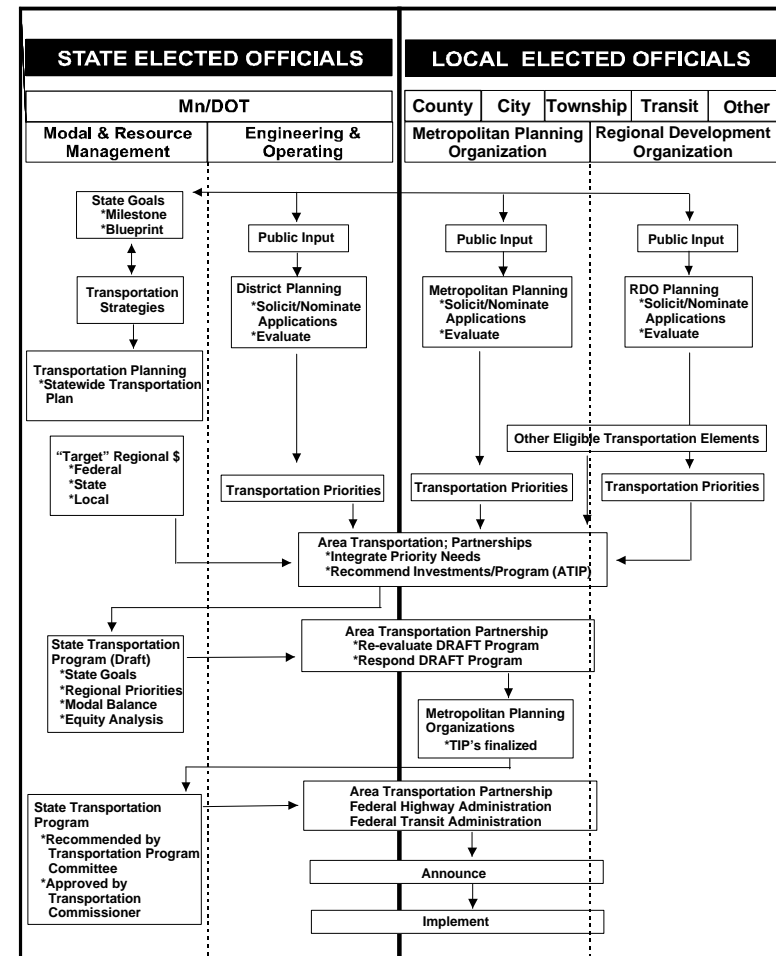 STATE ELECTED OFFICIALS
LOCAL ELECTED OFFICIALS
Mn/DOT
County
City
Township
Transit
Other
Modal & Resource
Management
Engineering &
Operating
Metropolitan Planning
Organization
Regional Development
Organization
State Goals
*Milestone
*Blueprint
Public Input
Public Input
Public Input
Transportation
Strategies
District Planning
*Solicit/Nominate
Applications
*Evaluate
Metropolitan Planning
*Solicit/Nominate
Applications
*Evaluate
RDO Planning
*Solicit/Nominate
Applications
*Evaluate
Transportation Planning
*Statewide Transportation
Plan
Other Eligible Transportation Elements
“Target” Regional $
*Federal
*State
*Local
Transportation Priorities
Transportation Priorities
Transportation Priorities
Area Transportation; Partnerships
*Integrate Priority Needs
*Recommend Investments/Program (ATIP)
State Transportation
Program (Draft)
*State Goals
*Regional Priorities
*Modal Balance
*Equity Analysis
Area Transportation Partnership
*Re-evaluate DRAFT Program
*Respond DRAFT Program
Metropolitan Planning
Organizations
*TIP's finalized
State Transportation
Program
*Recommended by
Transportation Program
Committee
*Approved by
Transportation
Commissioner
Area Transportation Partnership
Federal Highway Administration
Federal Transit Administration
Announce
Implement